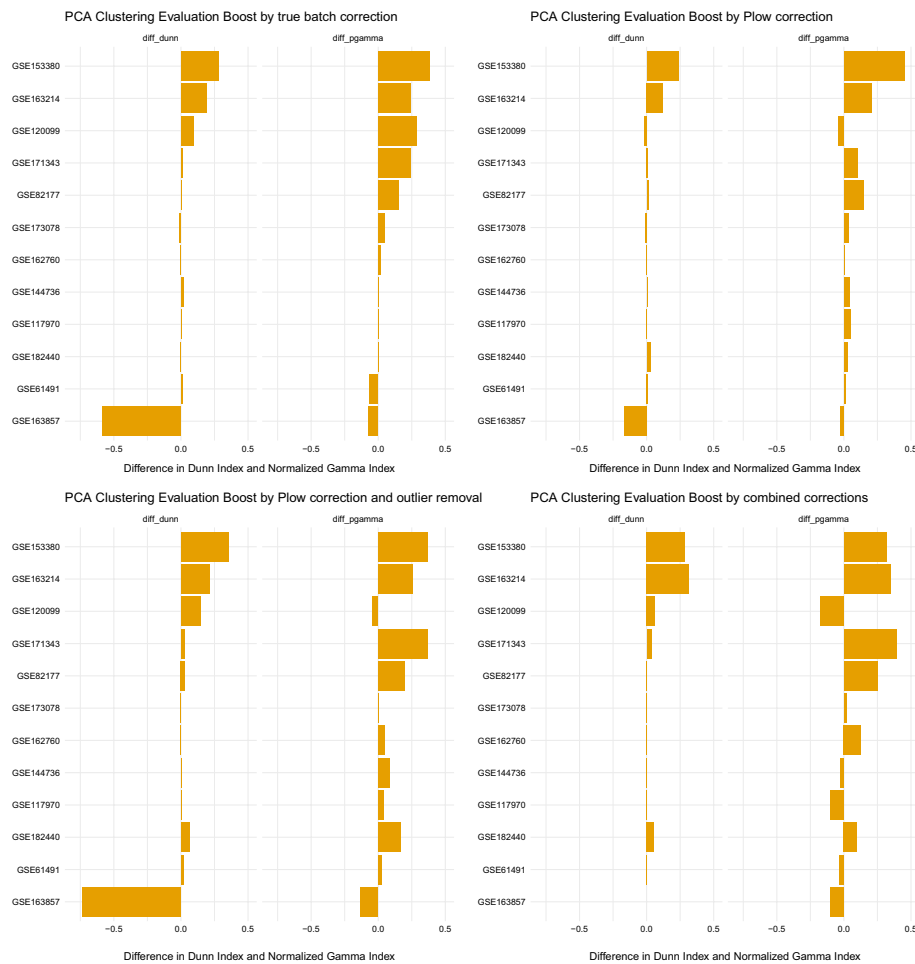 PCA Clustering Evaluation Boost by true batch correction
diff_dunn diff_pgamma
GSE153380
GSE163214
GSE120099
GSE171343
GSE82177
GSE173078
GSE162760
GSE144736
GSE117970
GSE182440
GSE61491
GSE163857
−0.5 0.0 0.5 −0.5 0.0 0.5
Difference in Dunn Index and Normalized Gamma Index
PCA Clustering Evaluation Boost by Plow correction
diff_dunn diff_pgamma
GSE153380
GSE163214
GSE120099
GSE171343
GSE82177
GSE173078
GSE162760
GSE144736
GSE117970
GSE182440
GSE61491
GSE163857
−0.5 0.0 0.5 −0.5 0.0 0.5
Difference in Dunn Index and Normalized Gamma Index
PCA Clustering Evaluation Boost by Plow correction and outlier removal
diff_dunn diff_pgamma
GSE153380
GSE163214
GSE120099
GSE171343
GSE82177
GSE173078
GSE162760
GSE144736
GSE117970
GSE182440
GSE61491
GSE163857
−0.5 0.0 0.5 −0.5 0.0 0.5
Difference in Dunn Index and Normalized Gamma Index
PCA Clustering Evaluation Boost by combined corrections
diff_dunn diff_pgamma
GSE153380
GSE163214
GSE120099
GSE171343
GSE82177
GSE173078
GSE162760
GSE144736
GSE117970
GSE182440
GSE61491
GSE163857
−0.5 0.0 0.5 −0.5 0.0 0.5
Difference in Dunn Index and Normalized Gamma Index